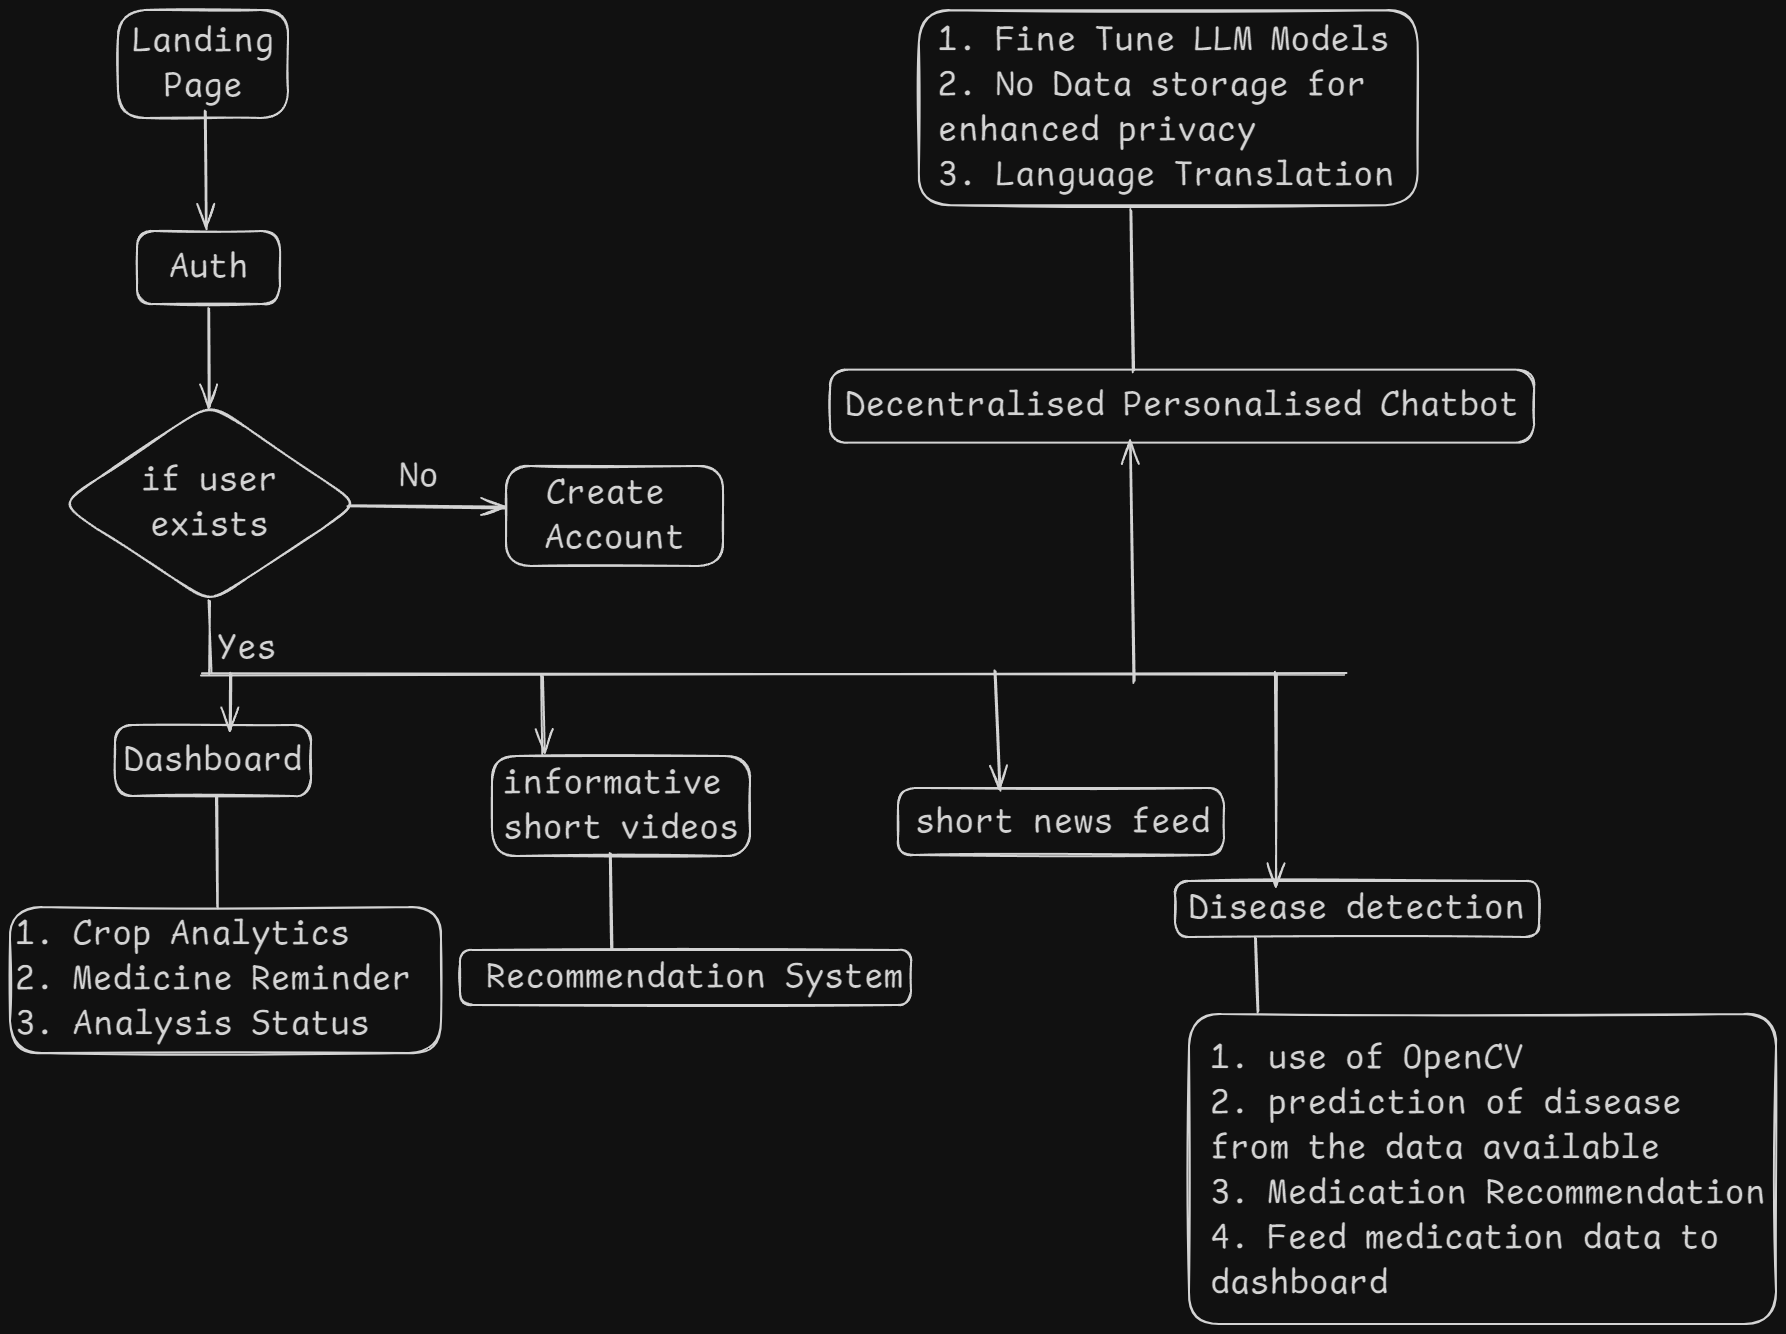 Landing
Page
Auth
if user
exists
No
Create
Account
Yes
1. Fine Tune LLM Models
2. No Data storage for
enhanced privacy
3. Language Translation
Decentralised Personalised Chatbot
Dashboard
1. Crop Analytics
2. Medicine Reminder
3. Analysis Status
informative
short videos
Recommendation System
short news feed
Disease detection
1. use of OpenCV
2. prediction of disease
from the data available
3. Medication Recommendation
4. Feed medication data to
dashboard